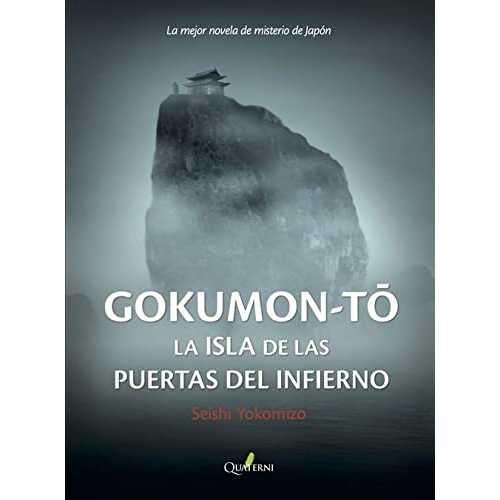 La mejor novela de misterio de Japón
GOKUMON-TŌ
LA ISLA DE LAS
PUERTAS DEL INFIERNO
Seishi Yokomizo
QUATERNI